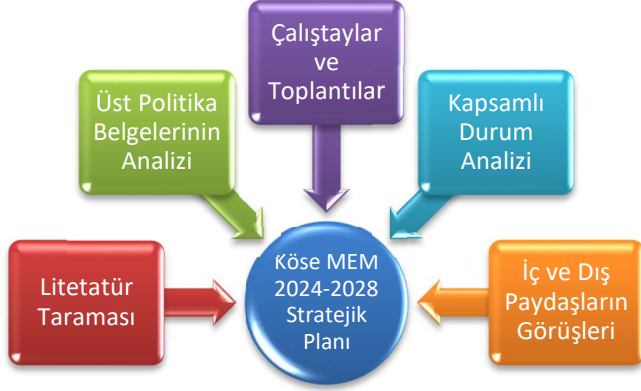 Çalıştaylar
ve
Toplantılar
Üst Politika
Belgelerinin
Analizi
Kapsamlı
Durum
Analizi
Litetatür
Taraması
Köse MEM
2024-2028
Stratejik
Planı
İç ve Dış
Paydaşların
Görüşleri